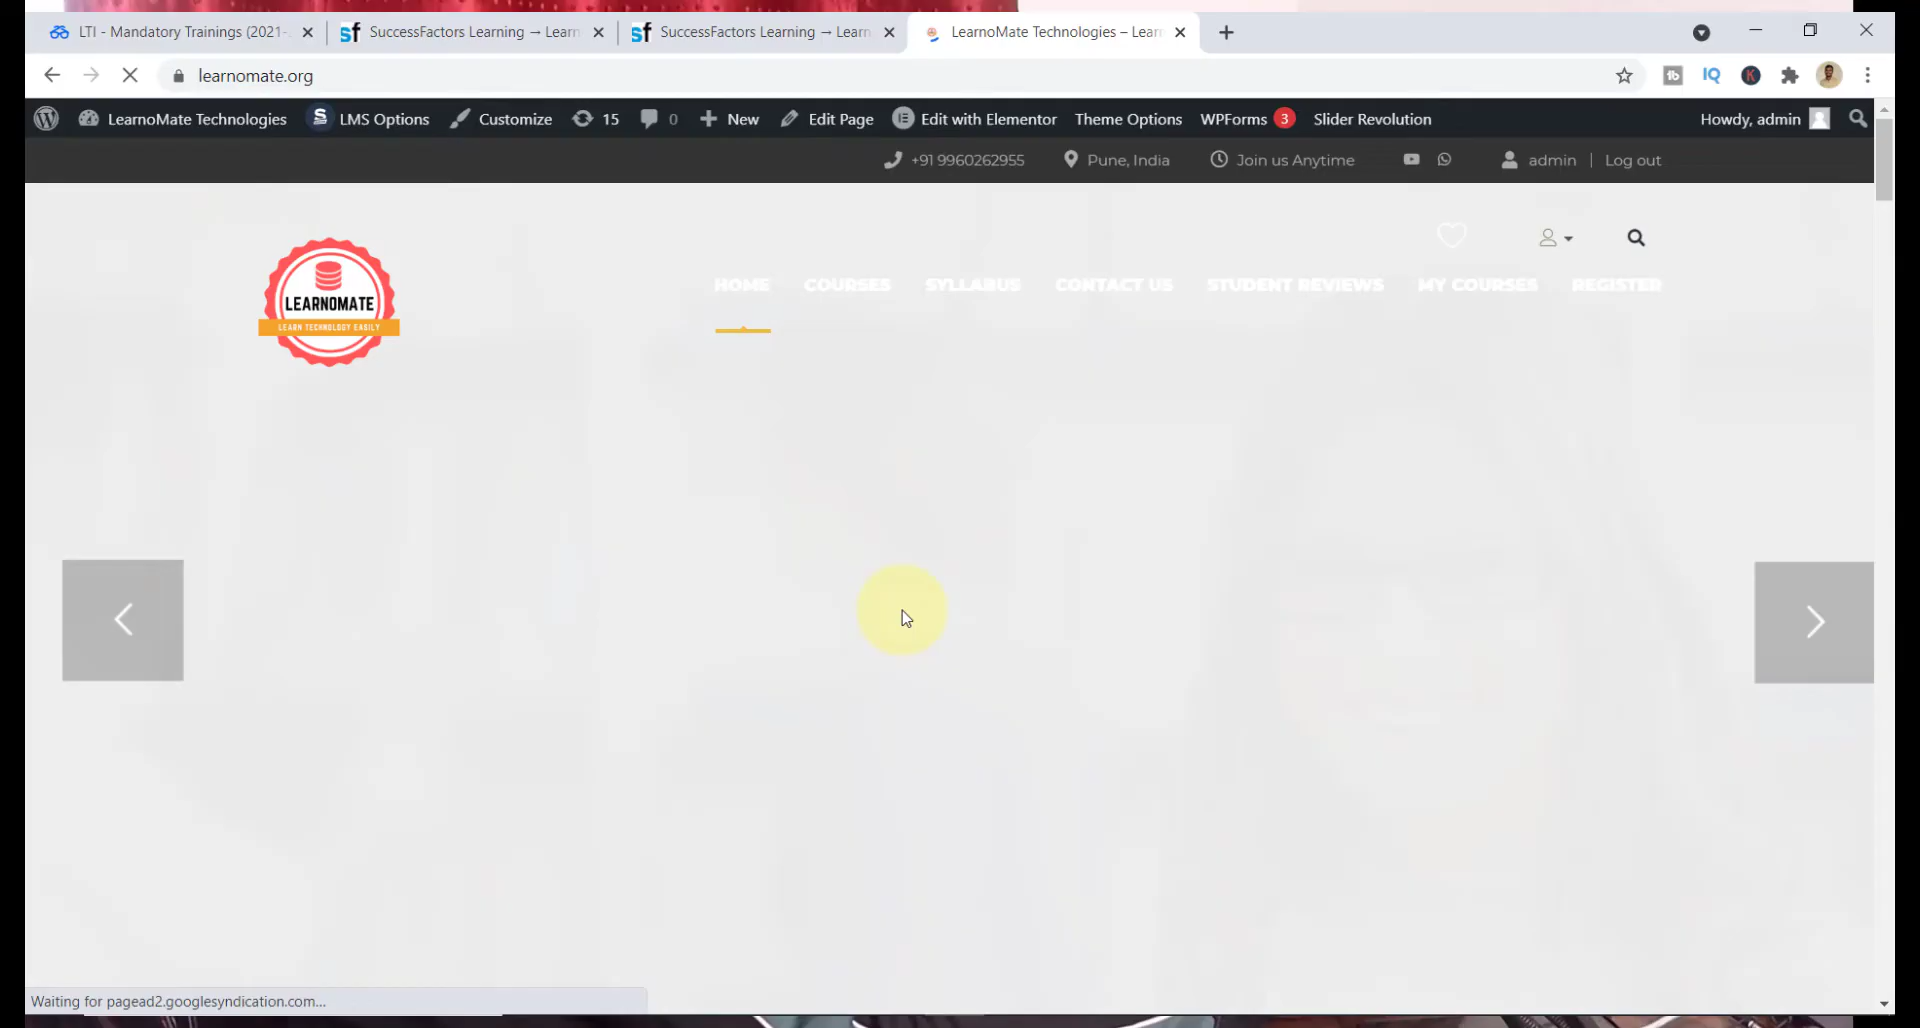 LTI - Mandatory Trainings (2021-
SuccessFactors Learning → Learn
SuccessFactors Learning → Learn
LearnoMate Technologies – Lear
learnomate.org
LearnoMate Technologies LMS Options Customize 15 0 New Edit Page Edit with Elementor Theme Options WPForms 3 Slider Revolution Howdy, admin
+91 9960262955 Pune, India Join us Anytime admin | Log out
LEARNOMATE
LEARN TECHNOLOGY EASILY
HOME COURSES SYLLABUS CONTACT US STUDENT REVIEWS MY COURSES REGISTER
Waiting for pagead2.googlesyndication.com...